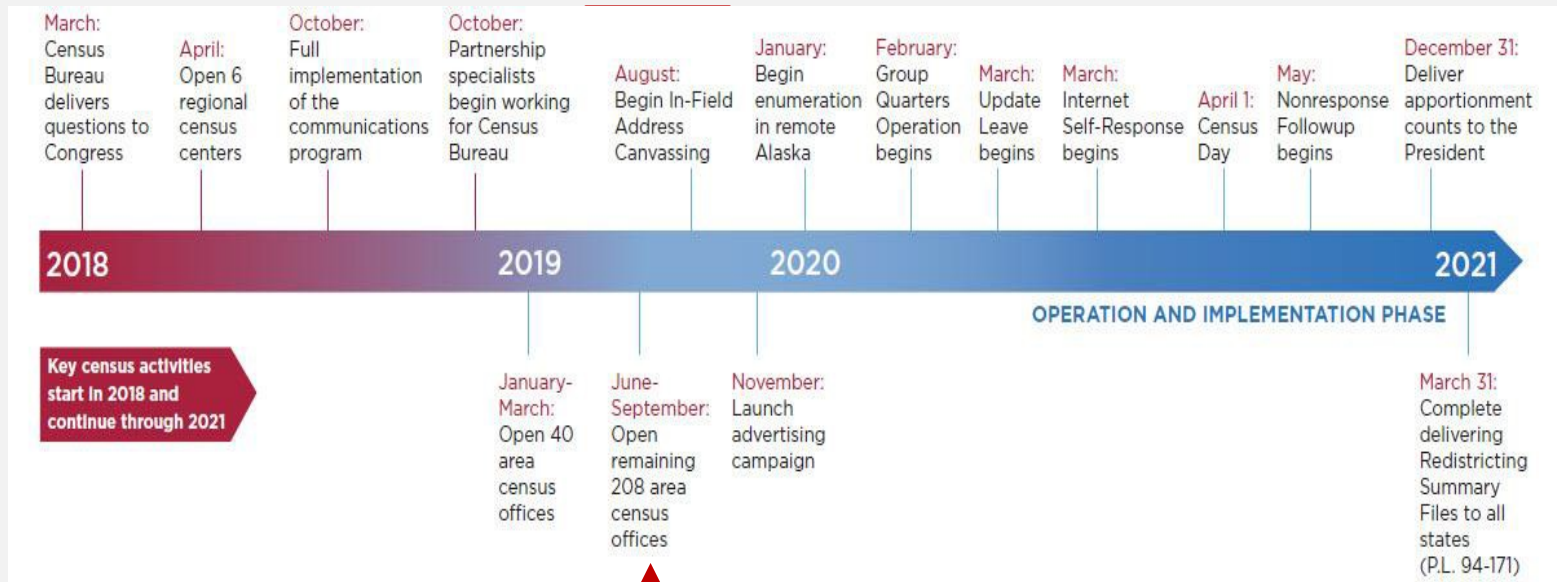 March:
Census
Bureau
delivers
questions to
Congress
April:
Open 6
regional
census
centers
October:
Full
implementation
of the
communications
program
October:
Partnership
specialists
begin working
for Census
Bureau
August:
Begin In-Field
Address
Canvassing
January:
Begin
enumeration
in remote
Alaska
February:
Group
Quarters
Operation
begins
March:
Update
Leave
begins
March:
Internet
Self-Response
begins
April 1:
Census
Day
May:
Nonresponse
Followup
begins
December 31:
Deliver
apportionment
counts to the
President
2018
2019
2020
2021
OPERATION AND IMPLEMENTATION PHASE
Key census activities
start in 2018 and
continue through 2021
January-
March:
Open 40
area
census
offices
June-
September:
Open
remaining
208 area
census
offices
November:
Launch
advertising
campaign
March 31:
Complete
delivering
Redistricting
Summary
Files to all
states
(P.L. 94-171)